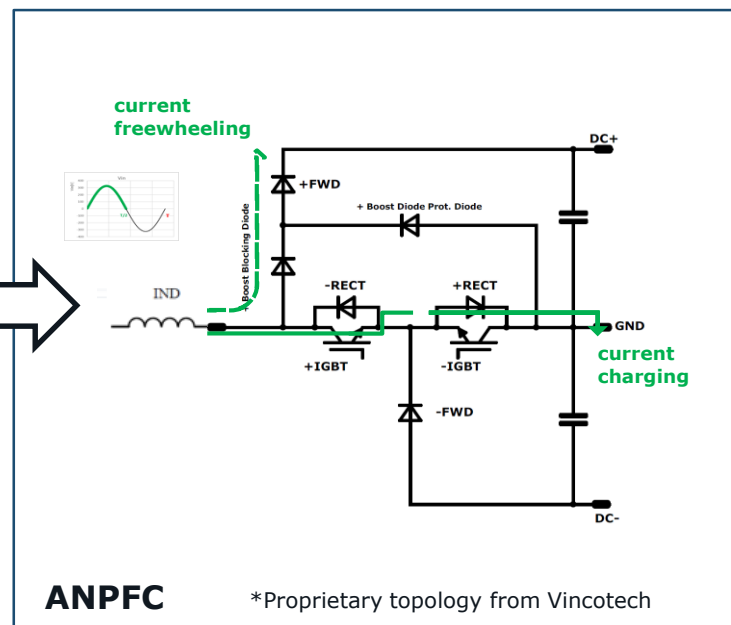 current
freewheeling
DC+
+FWD
+ Boost Diode Prot. Diode
+ Boost Blocking Diode
IND
-RECT
+RECT
GND
+IGBT
-IGBT
current
charging
-FWD
DC-
ANPFC
*Proprietary topology from Vincotech